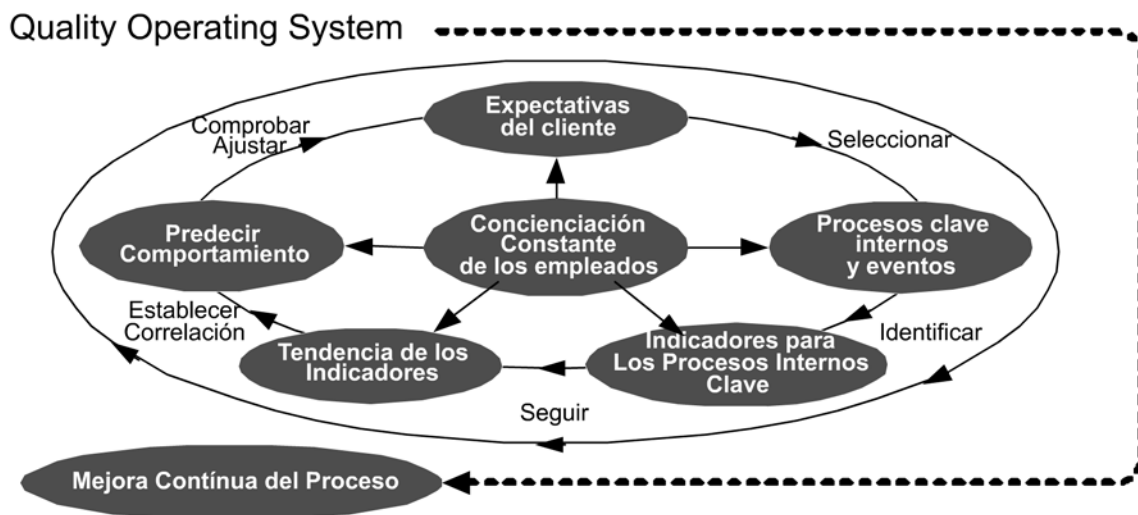 Quality Operating System
Expectativas
del cliente
Comprobar
Ajustar
Seleccionar
Predecir
Comportamiento
Concienciación
Constante
de los empleados
Procesos clave
internos
y eventos
Establecer
Correlación
Tendencia de los
Indicadores
Indicadores para
Los Procesos Internos
Clave
Identificar
Seguir
Mejora Contínua del Proceso